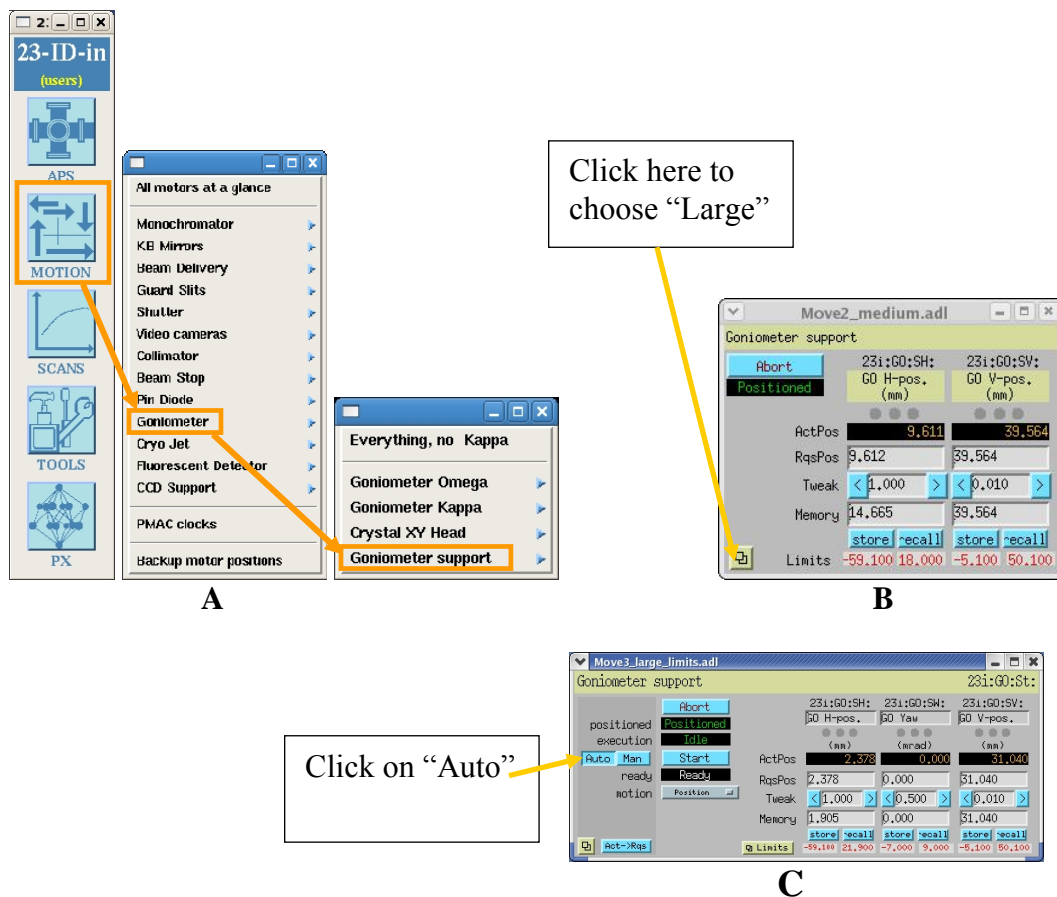 2:
23-ID-in
(users)
APS
MOTION
SCANS
TOOLS
PX
All motors at a glance
Monochromator
KB Mirrors
Beam Delivery
Guard Slits
Shutter
Video cameras
Collimator
Beam Stop
Pin Diode
Goniometer
Cryo Jet
Fluorescent Detector
CCD Support
PMAC clocks
Backup motor positions
Everything, no Kappa
Goniometer Omega
Goniometer Kappa
Crystal XY Head
Goniometer support
A
Click here to
choose “Large”
Move2_medium.adl
Goniometer support
Abort 23i:GO:SH: 23i:GO:SV:
Positioned GO H-pos. GO V-pos.
(mm) (mm)
ActPos 9.611 39.564
RqsPos 9.612 39.564
Tweak < 1.000 > < 0.010 >
Memory 14.665 39.564
store recall store recall
Limits -59.100 18.000 -5.100 50.100
B
Click on “Auto”
Move3_large_limits.adl
Goniometer support 23i:GO:St:
Abort 23i:GO:SH: 23i:GO:SW: 23i:GO:SV:
positioned Positioned GO H-pos. GO Yaw GO V-pos.
execution Idle (mm) (mrad) (mm)
Auto Man Start ActPos 2.378 0.000 31.040
ready Ready RqsPos 2.378 0.000 31.040
motion Position Tweak < 1.000 > < 0.500 > < 0.010 >
Memory 1.905 0.000 31.040
store recall store recall store recall
Act->Rqs Limits -59.100 21.900 -7.000 9.000 -5.100 50.100
C